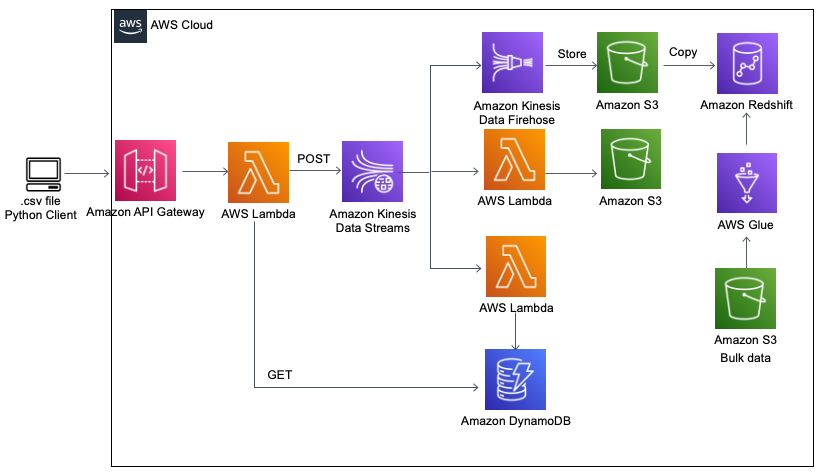 aws
AWS Cloud
.csv file
Python Client
Amazon API Gateway
AWS Lambda
POST
Amazon Kinesis
Data Streams
Amazon Kinesis
Data Firehose
Store
Amazon S3
Copy
Amazon Redshift
AWS Lambda
Amazon S3
AWS Glue
AWS Lambda
Amazon S3
Bulk data
GET
Amazon DynamoDB